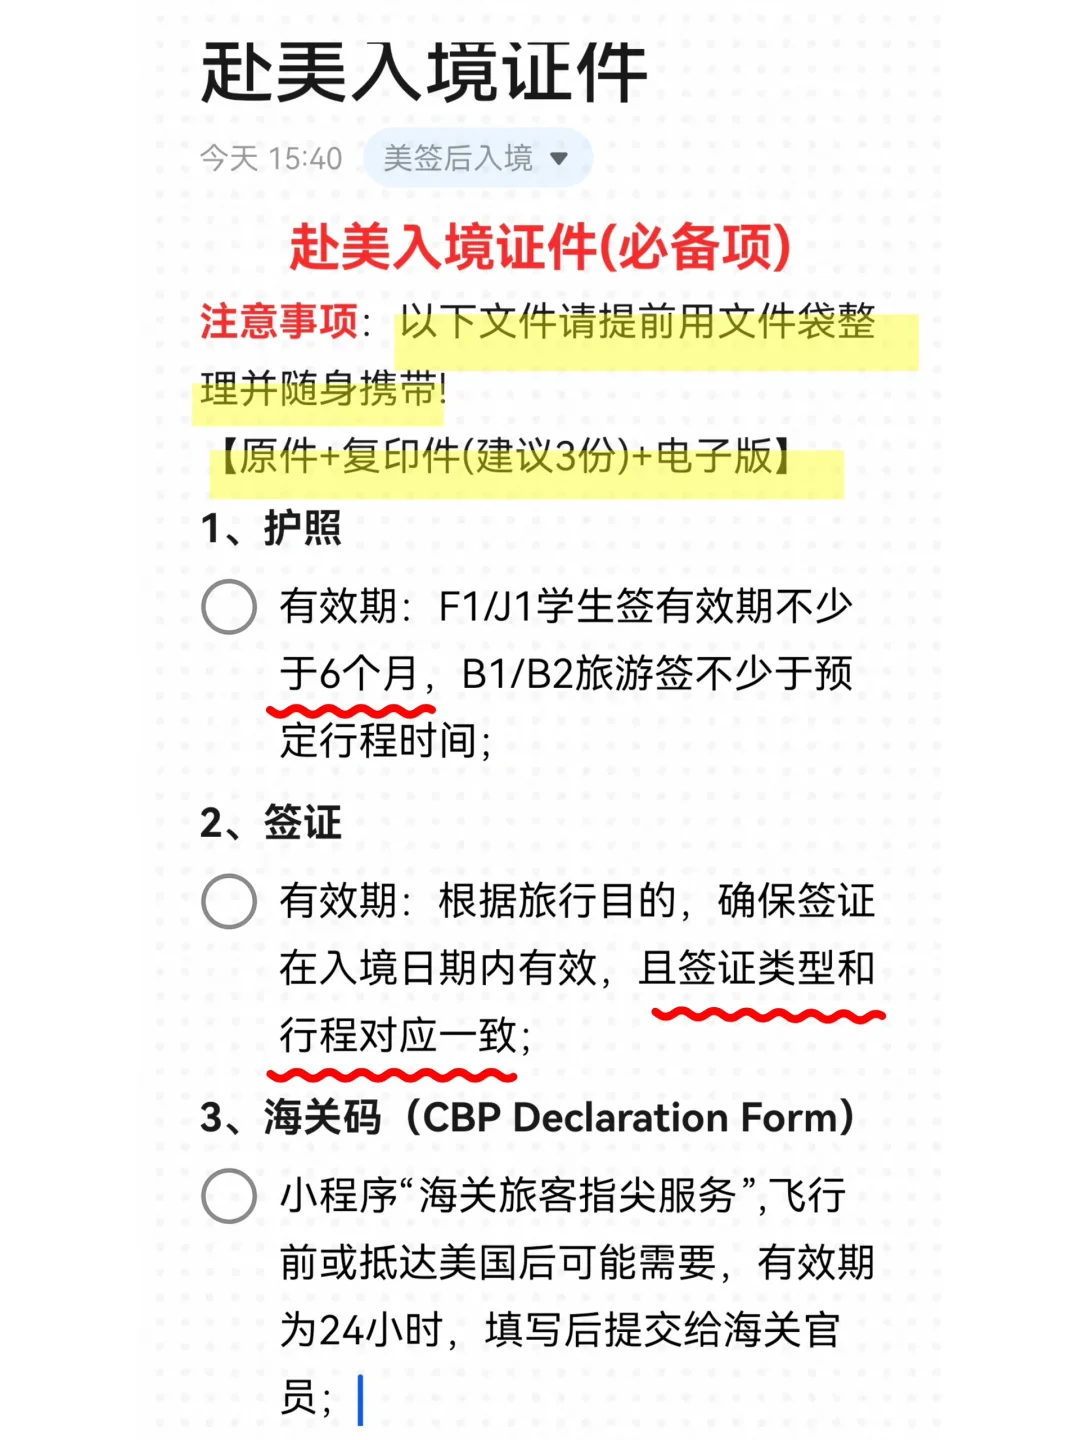 赴美入境证件
今天 15:40 美签后入境
赴美入境证件(必备项)
注意事项：以下文件请提前用文件袋整
理并随身携带!
【原件+复印件(建议3份)+电子版】
1、护照
有效期：F1/J1学生签有效期不少
于6个月，B1/B2旅游签不少于预
定行程时间；
2、签证
有效期：根据旅行目的，确保签证
在入境日期内有效，且签证类型和
行程对应一致；
3、海关码（CBP Declaration Form）
小程序“海关旅客指尖服务”,飞行
前或抵达美国后可能需要，有效期
为24小时，填写后提交给海关官
员；